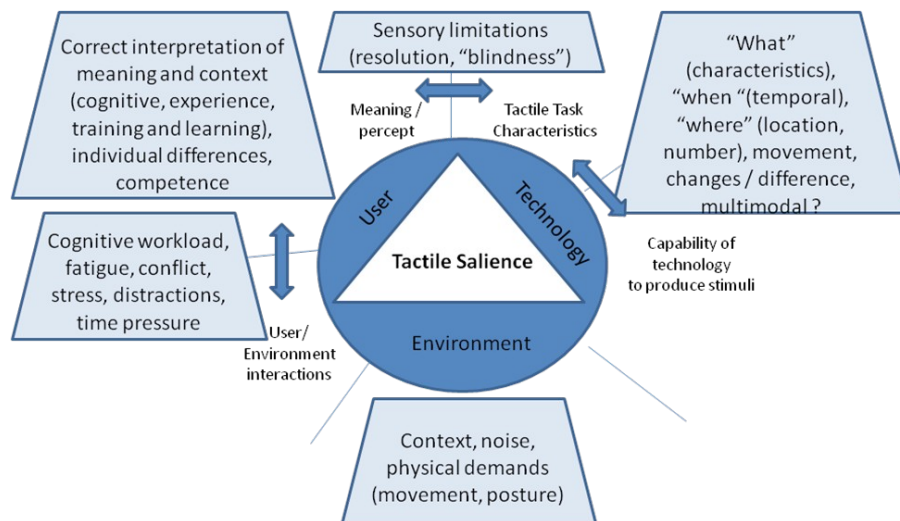 Correct interpretation of
meaning and context
(cognitive, experience,
training and learning),
individual differences,
competence
Sensory limitations
(resolution, “blindness”)
“What”
(characteristics),
“when “(temporal),
“where” (location,
number), movement,
changes / difference,
multimodal ?
Meaning /
percept
Tactile Task
Characteristics
User
Technology
Tactile Salience
Environment
Cognitive workload,
fatigue, conflict,
stress, distractions,
time pressure
User/
Environment
interactions
Capability of
technology
to produce stimuli
Context, noise,
physical demands
(movement, posture)